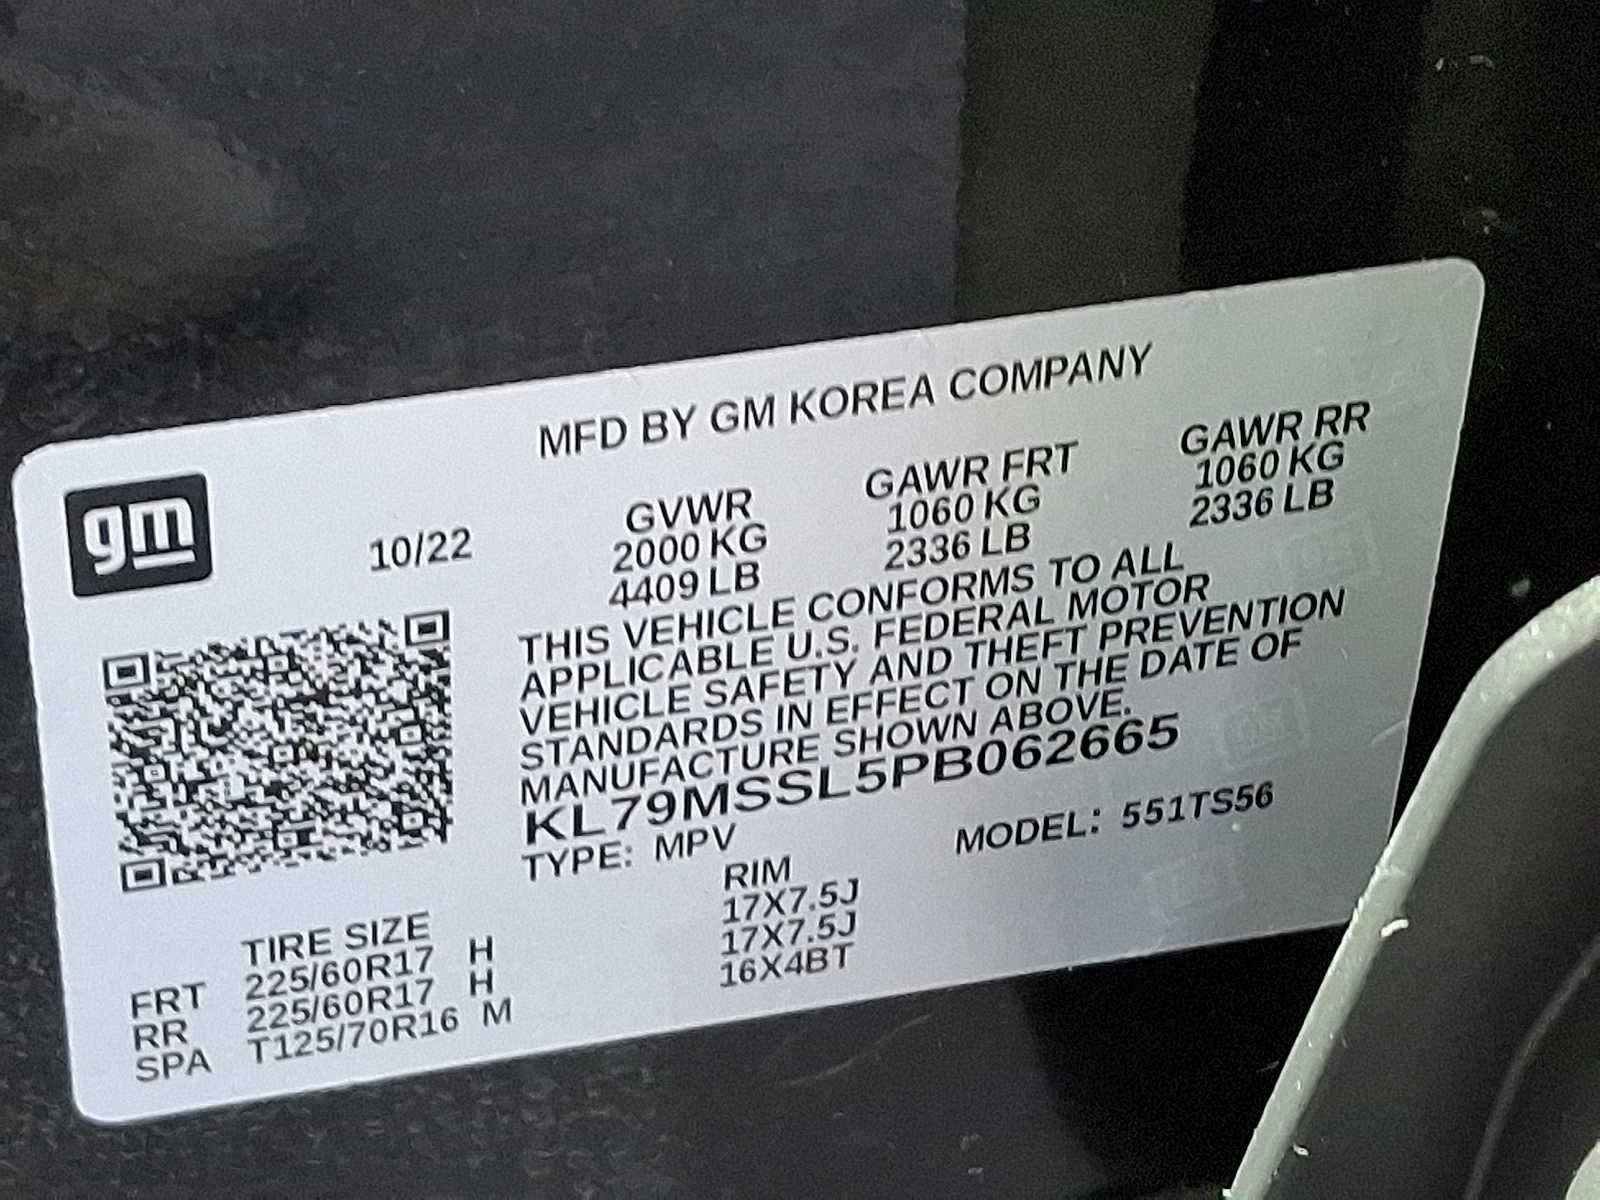 MFD BY GM KOREA COMPANY
gm
10/22
GVWR
2000 KG
4409 LB
GAWR FRT
1060 KG
2336 LB
GAWR RR
1060 KG
2336 LB
THIS VEHICLE CONFORMS TO ALL
APPLICABLE U.S. FEDERAL MOTOR
VEHICLE SAFETY AND THEFT PREVENTION
STANDARDS IN EFFECT ON THE DATE OF
MANUFACTURE SHOWN ABOVE.
KL79MSSL5PB062665
TYPE: MPV MODEL: 551TS56
TIRE SIZE RIM
FRT 225/60R17 H 17X7.5J
RR 225/60R17 H 17X7.5J
SPA T125/70R16 M 16X4BT